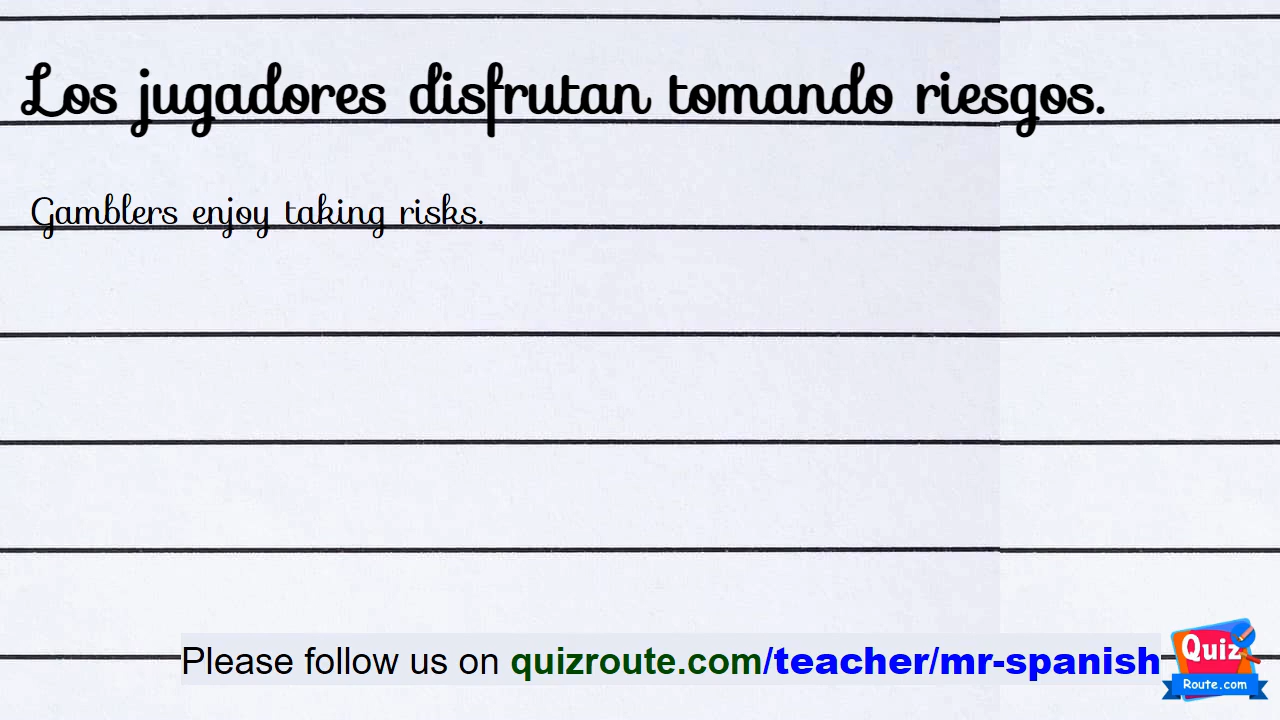 Los jugadores disfrutan tomando riesgos.
Gamblers enjoy taking risks.
Please follow us on quizroute.com/teacher/mr-spanish
Quiz
Route.com